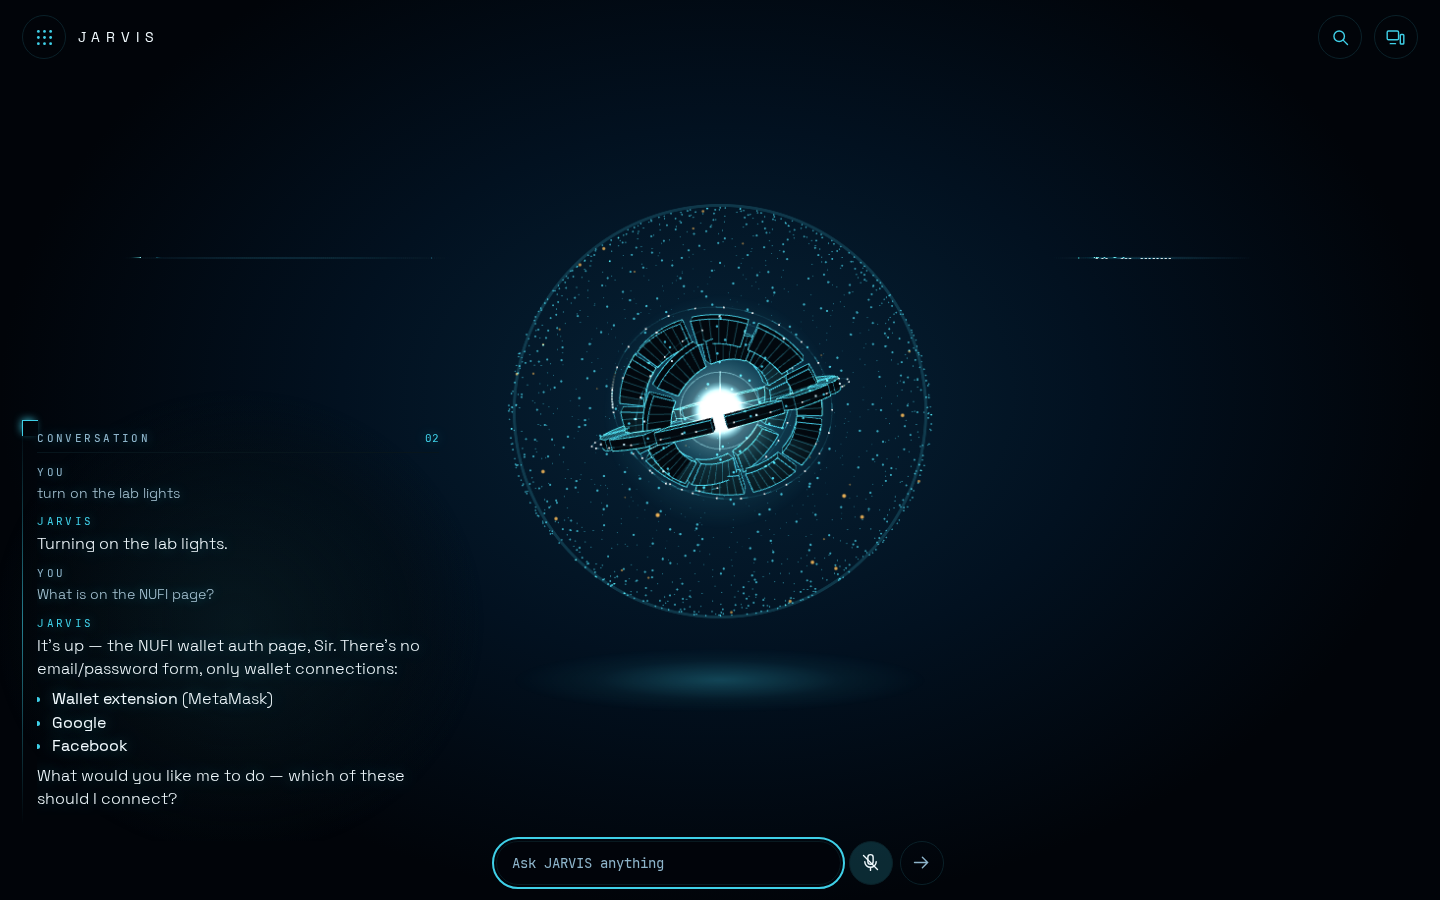 JARVIS
CONVERSATION 02
YOU
turn on the lab lights
JARVIS
Turning on the lab lights.
YOU
What is on the NUFI page?
JARVIS
It's up — the NUFI wallet auth page, Sir. There's no
email/password form, only wallet connections:
Wallet extension (MetaMask)
Google
Facebook
What would you like me to do — which of these
should I connect?
Ask JARVIS anything